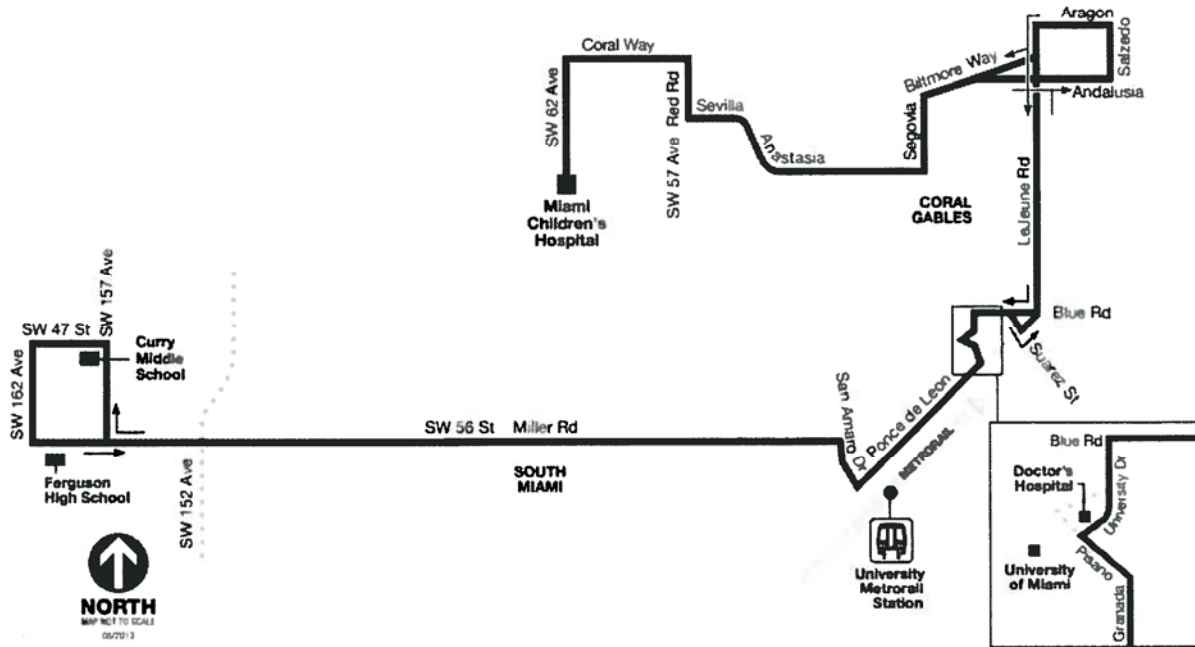 Aragon
Coral Way
Salzedo
Biltmore Way
SW 62 Ave
Red Rd
Sevilla
Andalusia
Segovia
Anastasia
SW 57 Ave
Miami
Children's
Hospital
CORAL
GABLES
LeJeune Rd
SW 157 Ave
Blue Rd
SW 47 St
Curry
Middle
School
SW 162 Ave
Suarez St
San Amaro Dr
Ponce de Leon
SW 56 St Miller Rd
METRORAIL
SOUTH
MIAMI
Ferguson
High School
SW 152 Ave
University
Metrorail
Station
Blue Rd
Doctor's
Hospital
University Dr
Pisano
University
of Miami
Granada
NORTH
MAP NOT TO SCALE
06/2013